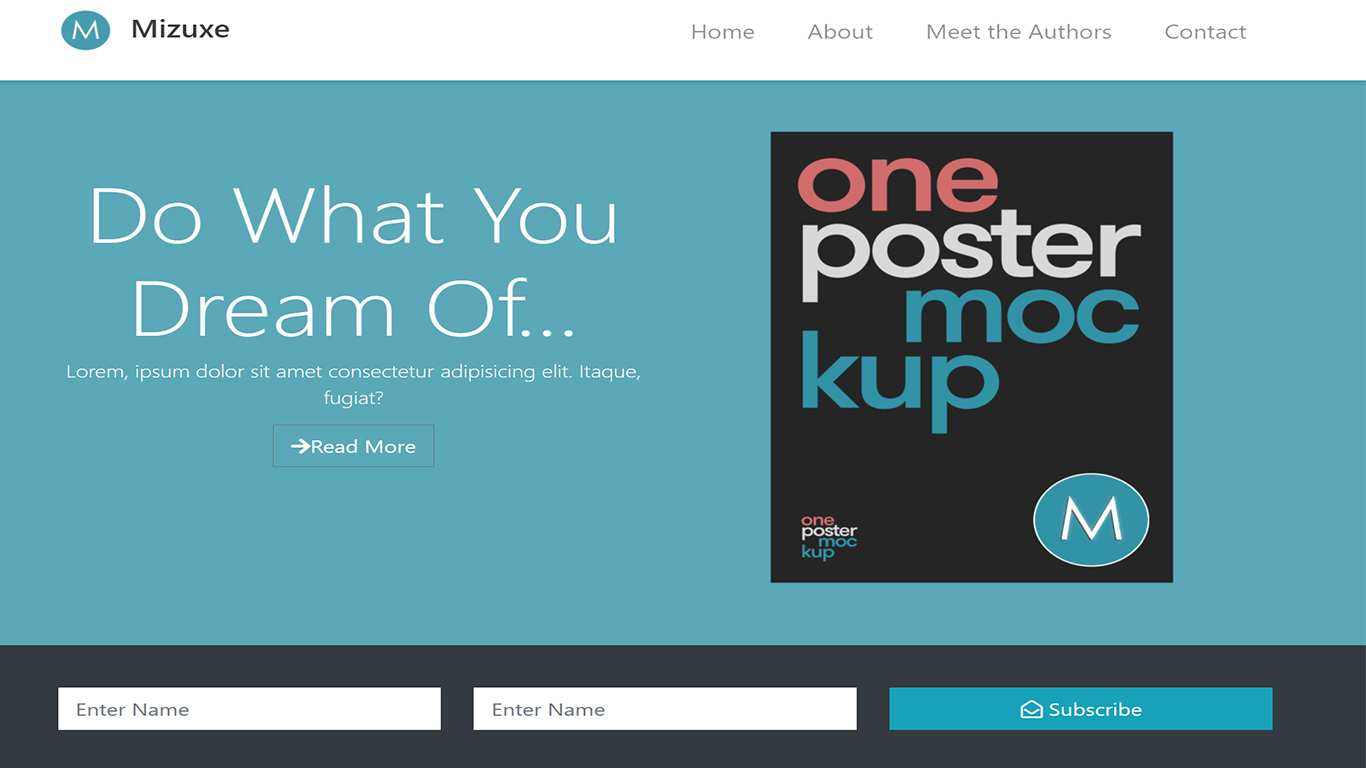 M
Mizuxe
Home
About
Meet the Authors
Contact
Do What You
Dream Of...
Lorem, ipsum dolor sit amet consectetur adipisicing elit. Itaque,
fugiat?
Read More
one
poster
moc
kup
one
poster
moc
kup
M
Enter Name
Enter Name
Subscribe